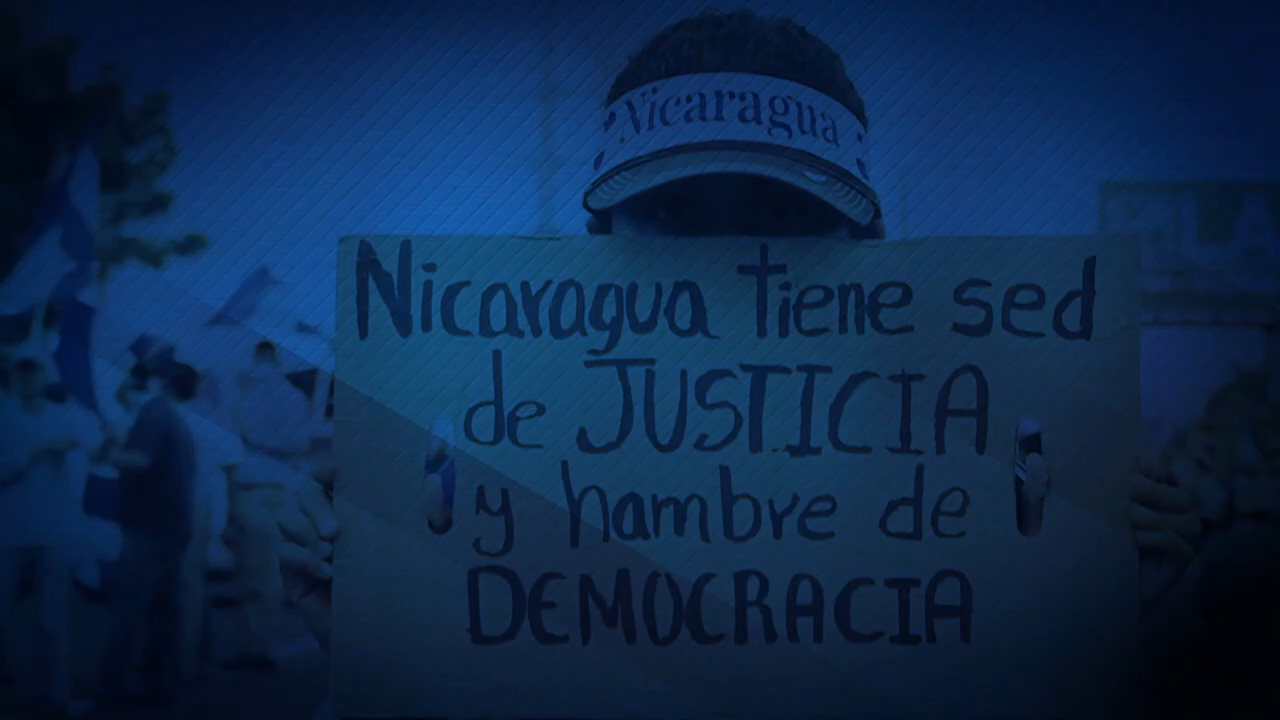 Nicaragua
Nicaragua tiene sed
de JUSTICIA
y hambre de
DEMOCRACIA